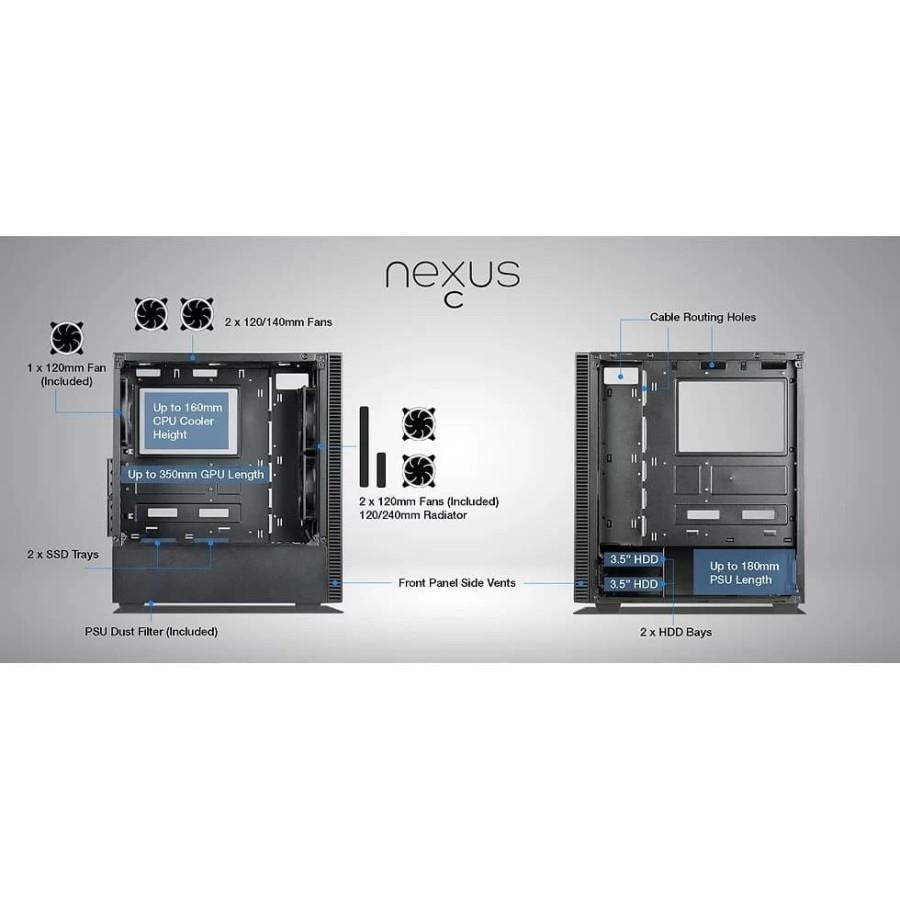 nexus
C
2 x 120/140mm Fans
1 x 120mm Fan
(Included)
Up to 160mm
CPU Cooler
Height
Up to 350mm GPU Length
2 x 120mm Fans (Included)
120/240mm Radiator
2 x SSD Trays
PSU Dust Filter (Included)
Front Panel Side Vents
Cable Routing Holes
3.5" HDD
3.5" HDD
Up to 180mm
PSU Length
2 x HDD Bays